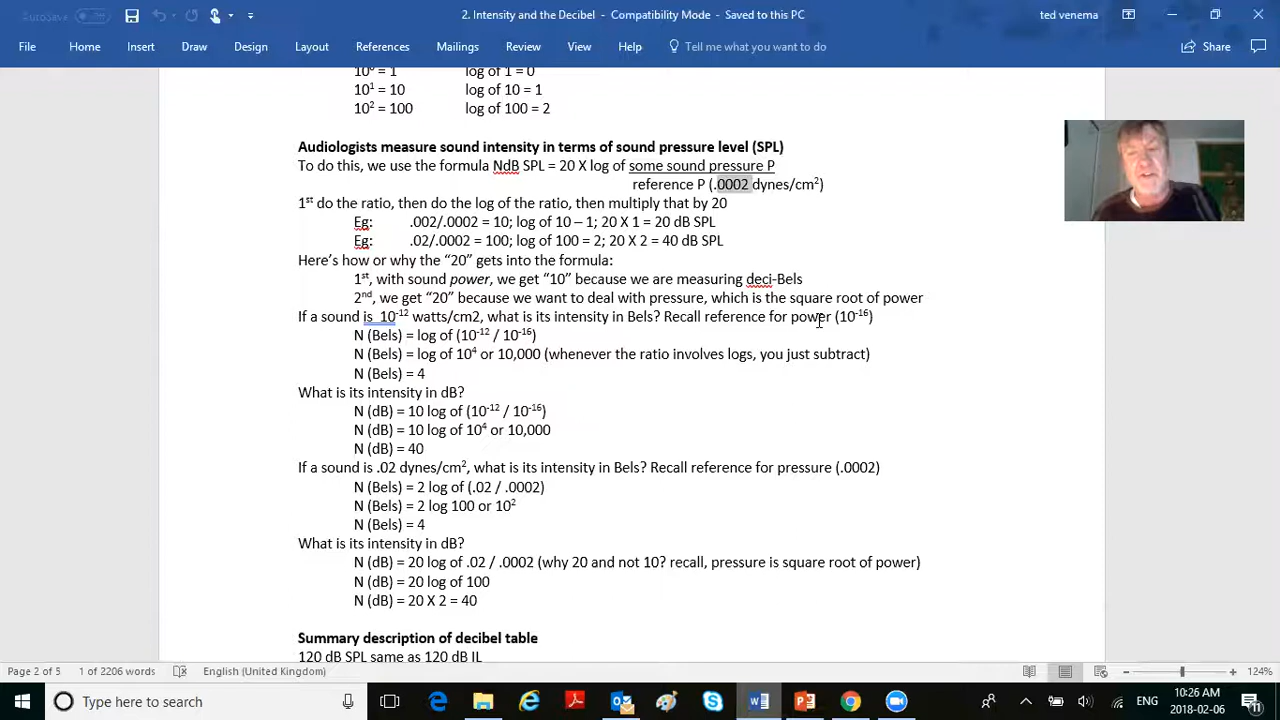 AutoSave
2. Intensity and the Decibel - Compatibility Mode - Saved to this PC
ted venema
File Home Insert Draw Design Layout References Mailings Review View Help Tell me what you want to do Share
10⁰ = 1 log of 1 = 0
10¹ = 10 log of 10 = 1
10² = 100 log of 100 = 2
Audiologists measure sound intensity in terms of sound pressure level (SPL)
To do this, we use the formula NdB SPL = 20 X log of some sound pressure P
reference P (.0002 dynes/cm²)
1st do the ratio, then do the log of the ratio, then multiply that by 20
Eg: .002/.0002 = 10; log of 10 – 1; 20 X 1 = 20 dB SPL
Eg: .02/.0002 = 100; log of 100 = 2; 20 X 2 = 40 dB SPL
Here's how or why the “20” gets into the formula:
1st, with sound power, we get “10” because we are measuring deci-Bels
2nd, we get “20” because we want to deal with pressure, which is the square root of power
If a sound is 10⁻¹² watts/cm2, what is its intensity in Bels? Recall reference for power (10⁻¹⁶)
N (Bels) = log of (10⁻¹² / 10⁻¹⁶)
N (Bels) = log of 10⁴ or 10,000 (whenever the ratio involves logs, you just subtract)
N (Bels) = 4
What is its intensity in dB?
N (dB) = 10 log of (10⁻¹² / 10⁻¹⁶)
N (dB) = 10 log of 10⁴ or 10,000
N (dB) = 40
If a sound is .02 dynes/cm², what is its intensity in Bels? Recall reference for pressure (.0002)
N (Bels) = 2 log of (.02 / .0002)
N (Bels) = 2 log 100 or 10²
N (Bels) = 4
What is its intensity in dB?
N (dB) = 20 log of .02 / .0002 (why 20 and not 10? recall, pressure is square root of power)
N (dB) = 20 log of 100
N (dB) = 20 X 2 = 40
Summary description of decibel table
120 dB SPL same as 120 dB IL
Page 2 of 5 1 of 2206 words English (United Kingdom) 124%
Type here to search
ENG
10:26 AM
2018-02-06
11